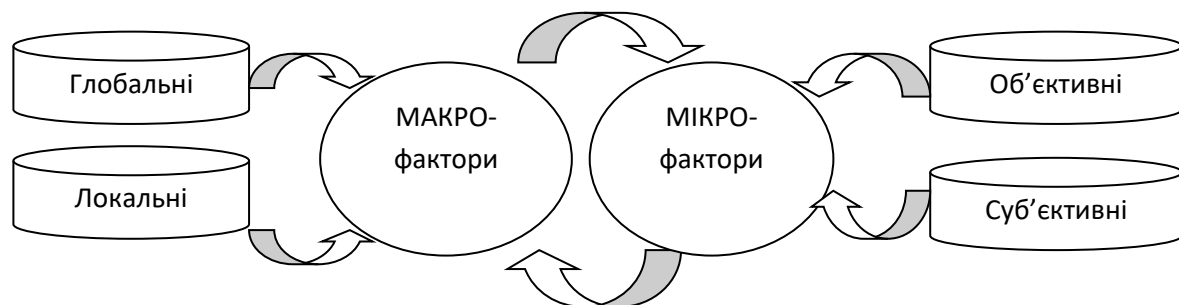 Глобальні
Локальні
МАКРО-
фактори
МІКРО-
фактори
Об’єктивні
Суб’єктивні